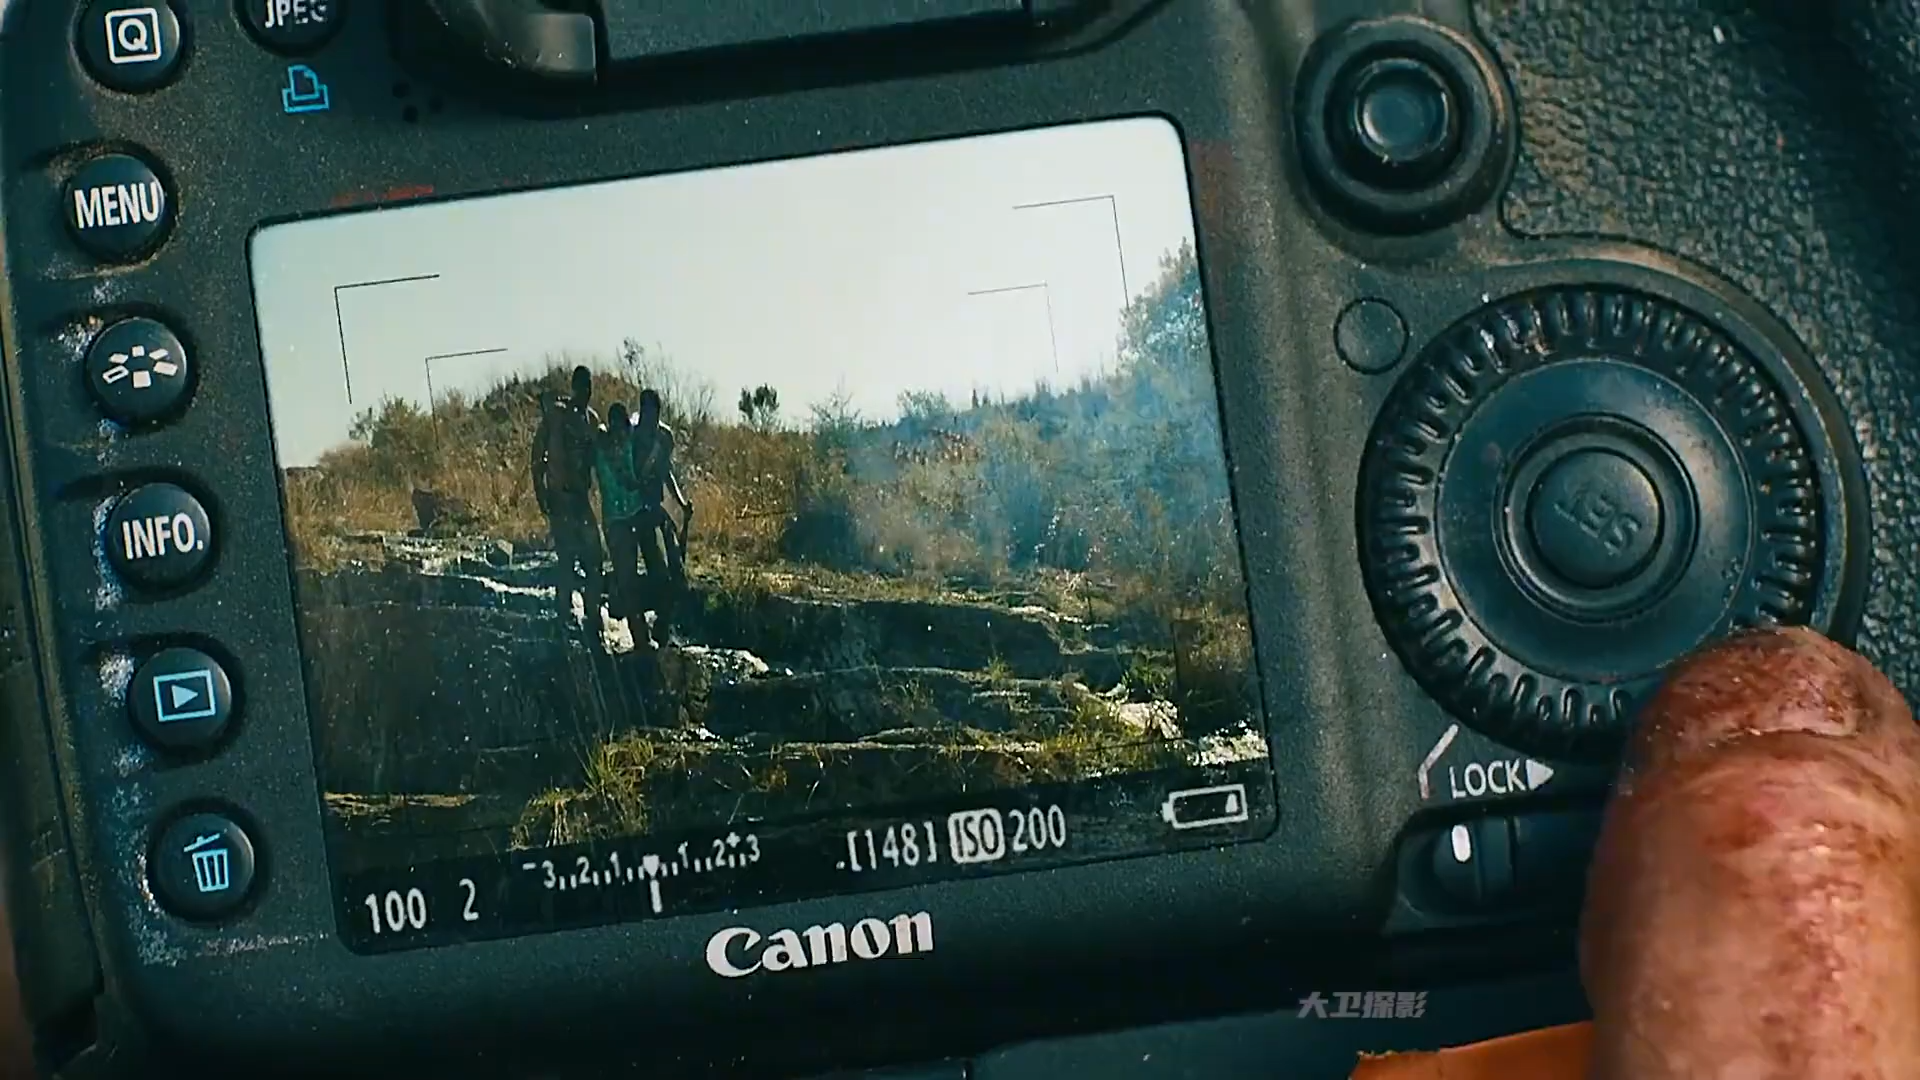 Q
JPEG
MENU
INFO.
100 2 -3..2..1..▼..1..2..3+ [148] ISO 200
Canon
SET
LOCK▶
大卫探影